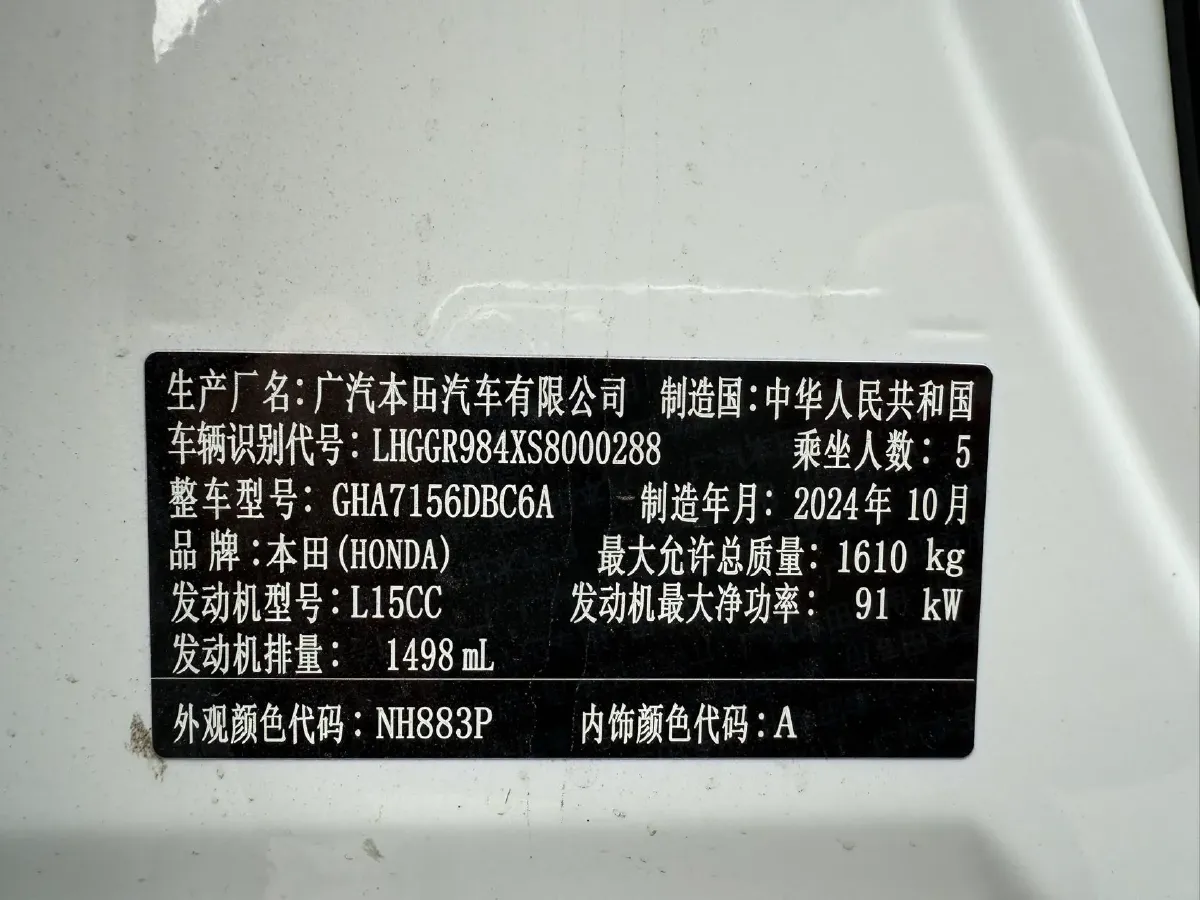 生产厂名:广汽本田汽车有限公司 制造国:中华人民共和国
车辆识别代号:LHGGR984XS8000288 乘坐人数:5
整车型号:GHA7156DBC6A 制造年月:2024年10月
品牌:本田(HONDA) 最大允许总质量:1610 kg
发动机型号:L15CC 发动机最大净功率:91 kW
发动机排量:1498 mL
外观颜色代码:NH883P 内饰颜色代码:A